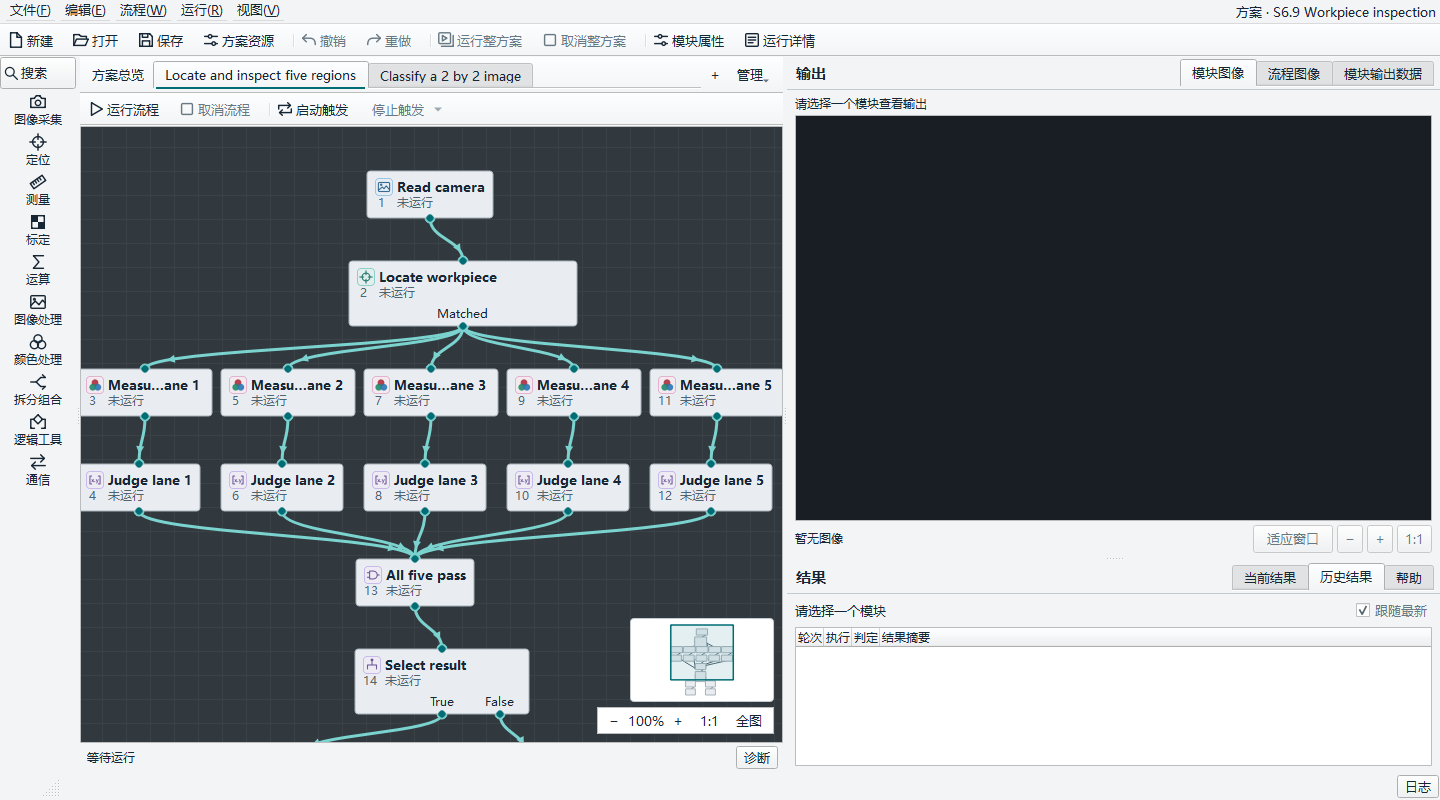 文件(F) 编辑(E) 流程(W) 运行(R) 视图(V)
方案 · S6.9 Workpiece inspection
新建 打开 保存 方案资源 撤销 重做 运行整方案 取消整方案 模块属性 运行详情
搜索
图像采集
定位
测量
标定
运算
图像处理
颜色处理
拆分组合
逻辑工具
通信
方案总览 Locate and inspect five regions Classify a 2 by 2 image + 管理
运行流程 取消流程 启动触发 停止触发
Read camera
1 未运行
Locate workpiece
2 未运行
Matched
Measu...ane 1 Measu...ane 2 Measu...ane 3 Measu...ane 4 Measu...ane 5
3 未运行 5 未运行 7 未运行 9 未运行 11 未运行
Judge lane 1 Judge lane 2 Judge lane 3 Judge lane 4 Judge lane 5
4 未运行 6 未运行 8 未运行 10 未运行 12 未运行
All five pass
13 未运行
Select result
14 未运行
True False
− 100% + 1:1 全图
等待运行 诊断
输出 模块图像 流程图像 模块输出数据
请选择一个模块查看输出
暂无图像 适应窗口 − + 1:1
结果 当前结果 历史结果 帮助
请选择一个模块 跟随最新
轮次 执行 判定 结果摘要
日志